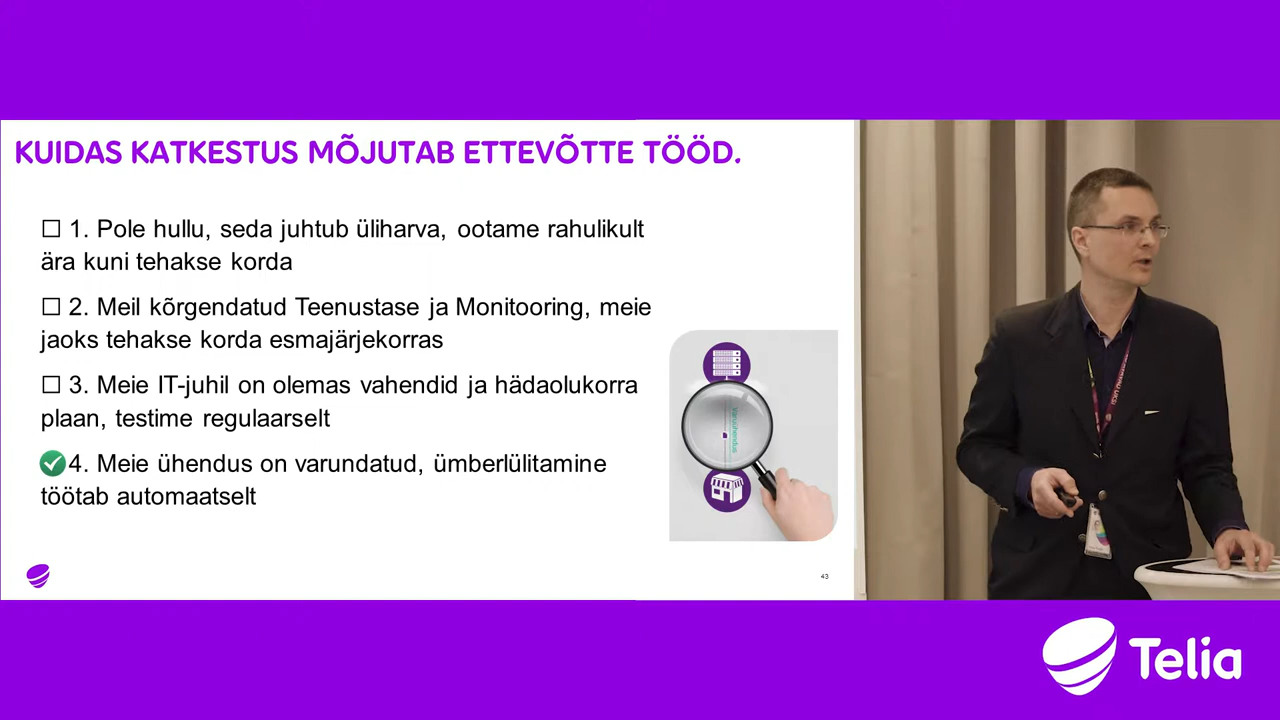 KUIDAS KATKESTUS MÕJUTAB ETTEVÕTTE TÖÖD.
☐ 1. Pole hullu, seda juhtub üliharva, ootame rahulikult
ära kuni tehakse korda
☐ 2. Meil kõrgendatud Teenustase ja Monitooring, meie
jaoks tehakse korda esmajärjekorras
☐ 3. Meie IT-juhil on olemas vahendid ja hädaolukorra
plaan, testime regulaarselt
4. Meie ühendus on varundatud, ümberlülitamine
töötab automaatselt
Varuühendus
43
Telia